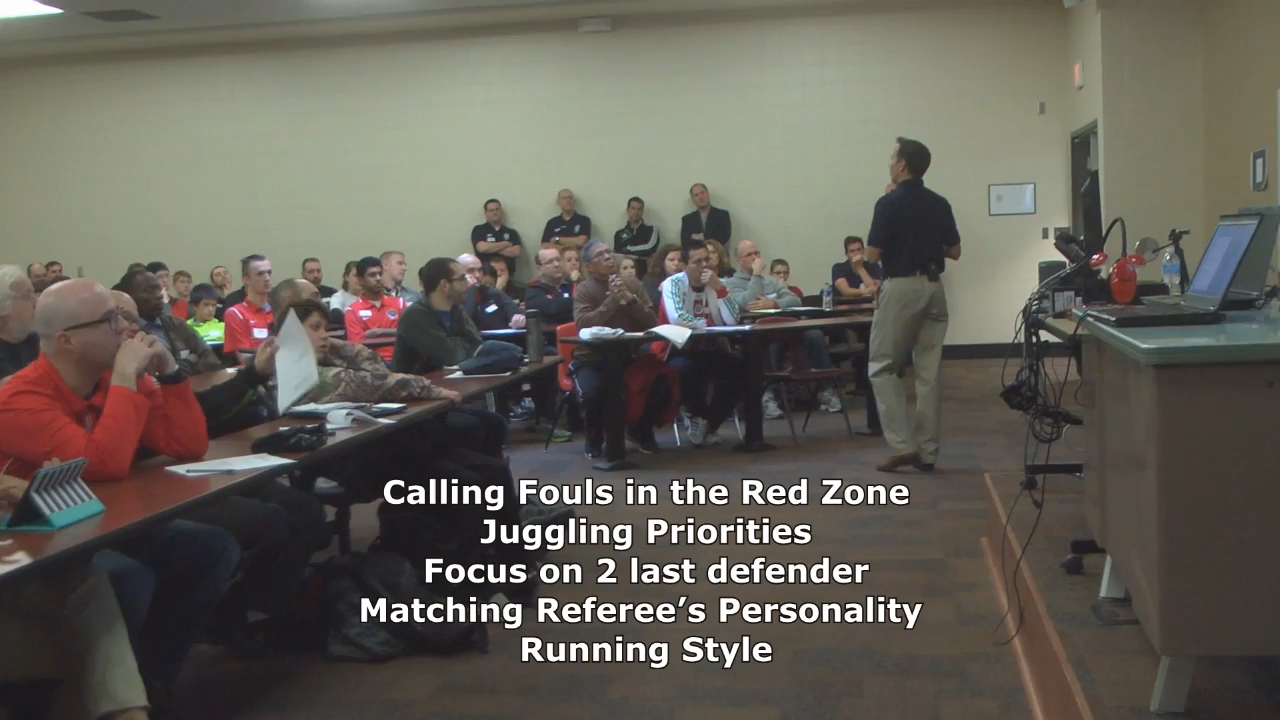 Calling Fouls in the Red Zone
Juggling Priorities
Focus on 2 last defender
Matching Referee’s Personality
Running Style